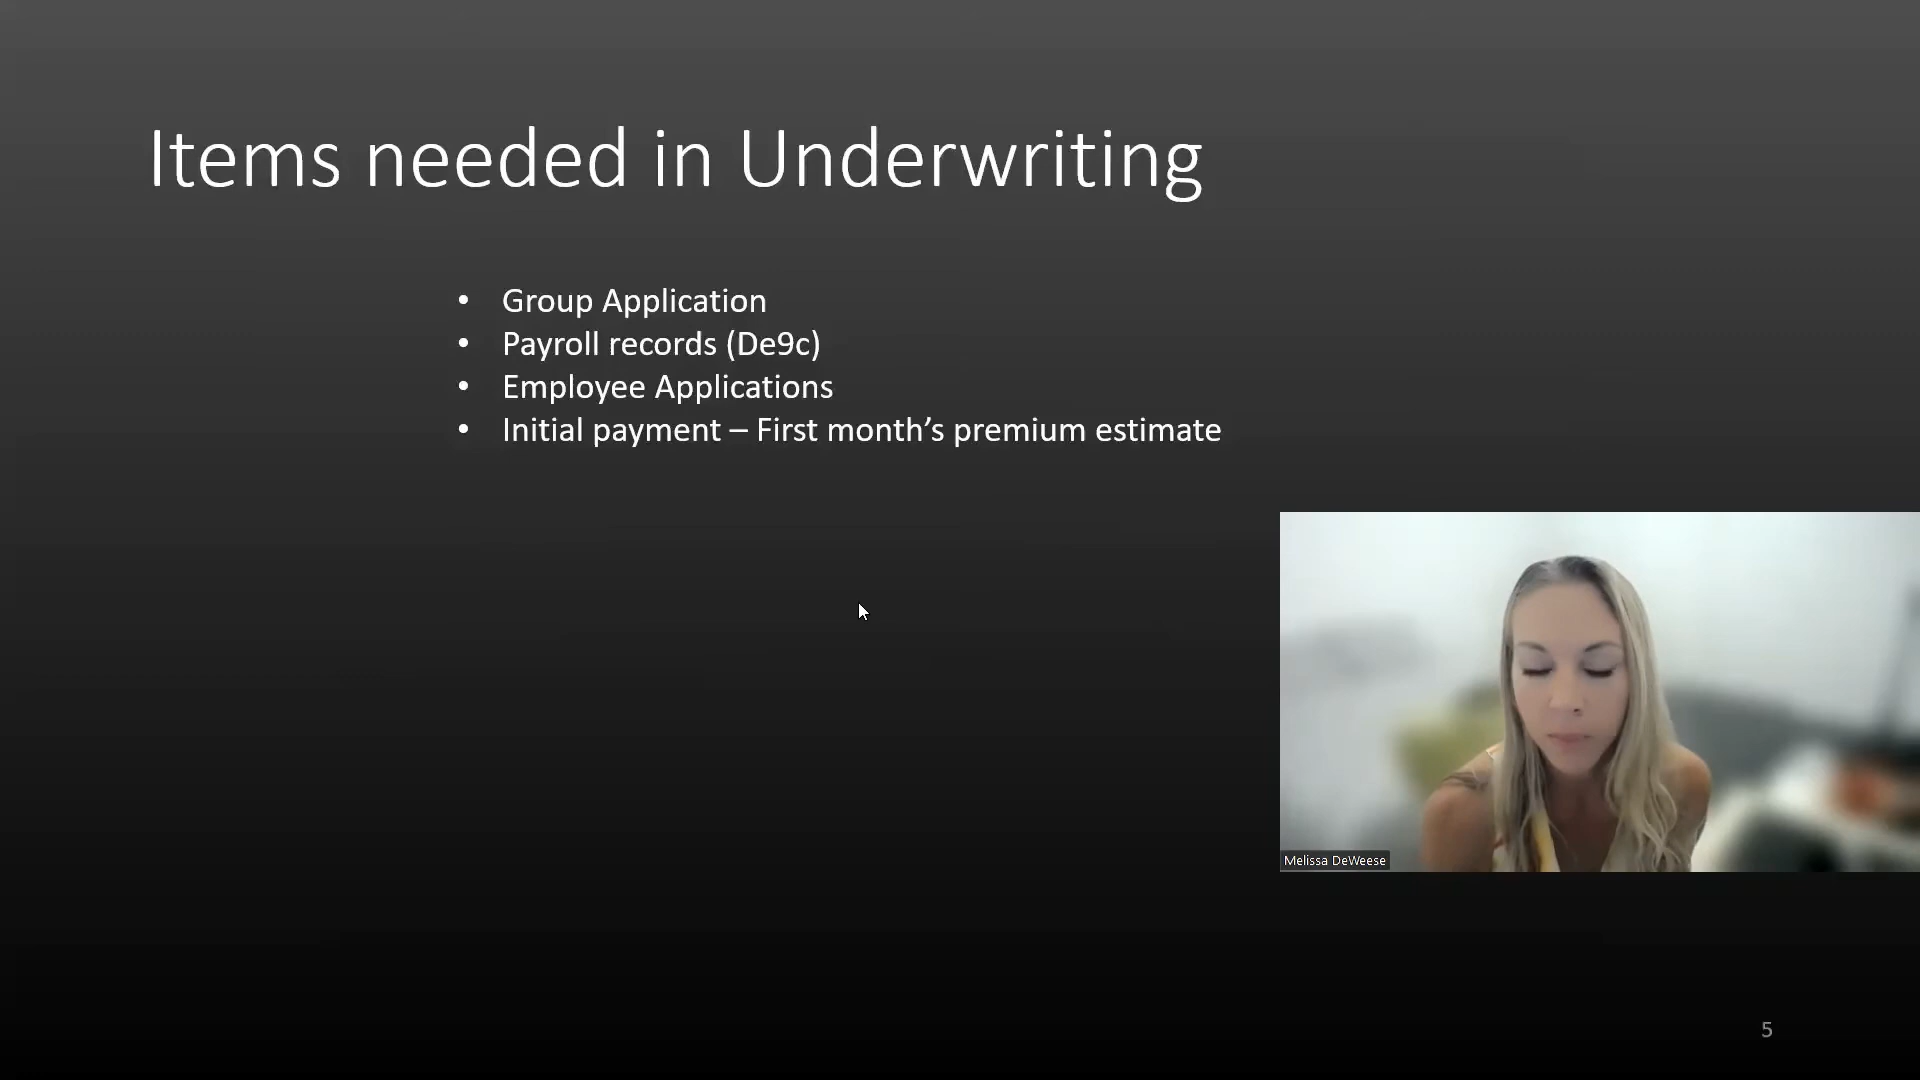 Items needed in Underwriting
• Group Application
• Payroll records (De9c)
• Employee Applications
• Initial payment – First month’s premium estimate
Melissa DeWeese
5